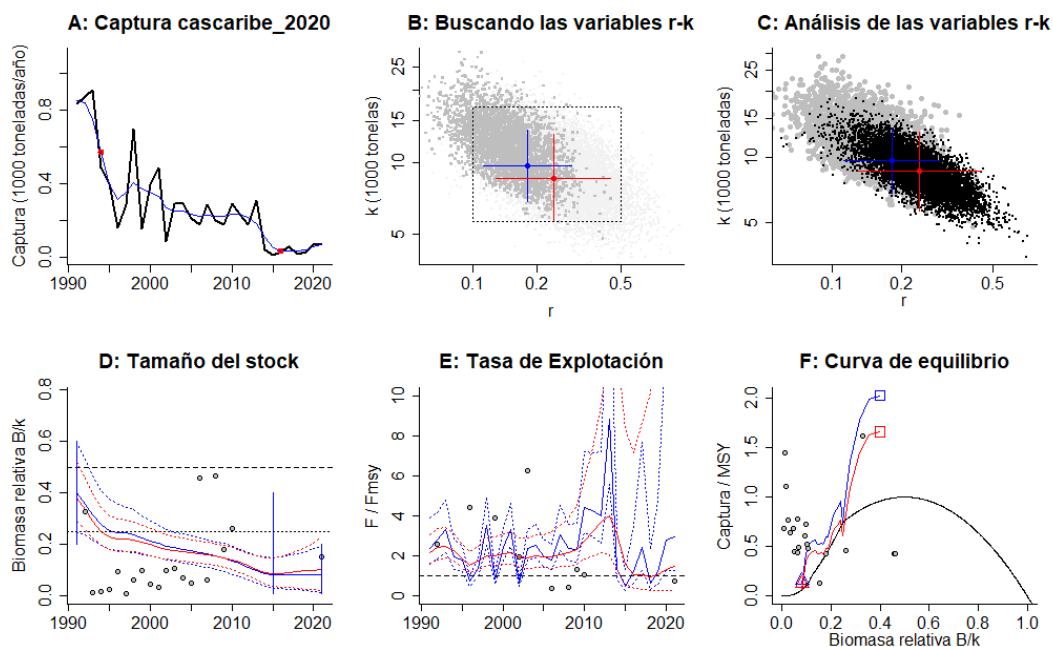 A: Captura cascaribe_2020
Captura (1000 toneladas/año)
0.0 0.4 0.8
1990 2000 2010
B: Buscando las variables r-k
k (1000 tonelas)
5 10 15 25
0.1 0.2 0.5
r
C: Análisis de las variables r-k
k (1000 toneladas)
5 10 15 25
0.1 0.2 0.5
r
D: Tamaño del stock
Biomasa relativa B/k
0.0 0.2 0.4 0.6 0.8
1990 2000 2010 2020
E: Tasa de Explotación
F / Fmsy
0 2 4 6 8 10
1990 2000 2010 2020
F: Curva de equilibrio
Captura / MSY
0.0 0.5 1.0 1.5 2.0
0.0 0.2 0.4 0.6 0.8 1.0
Biomasa relativa B/k